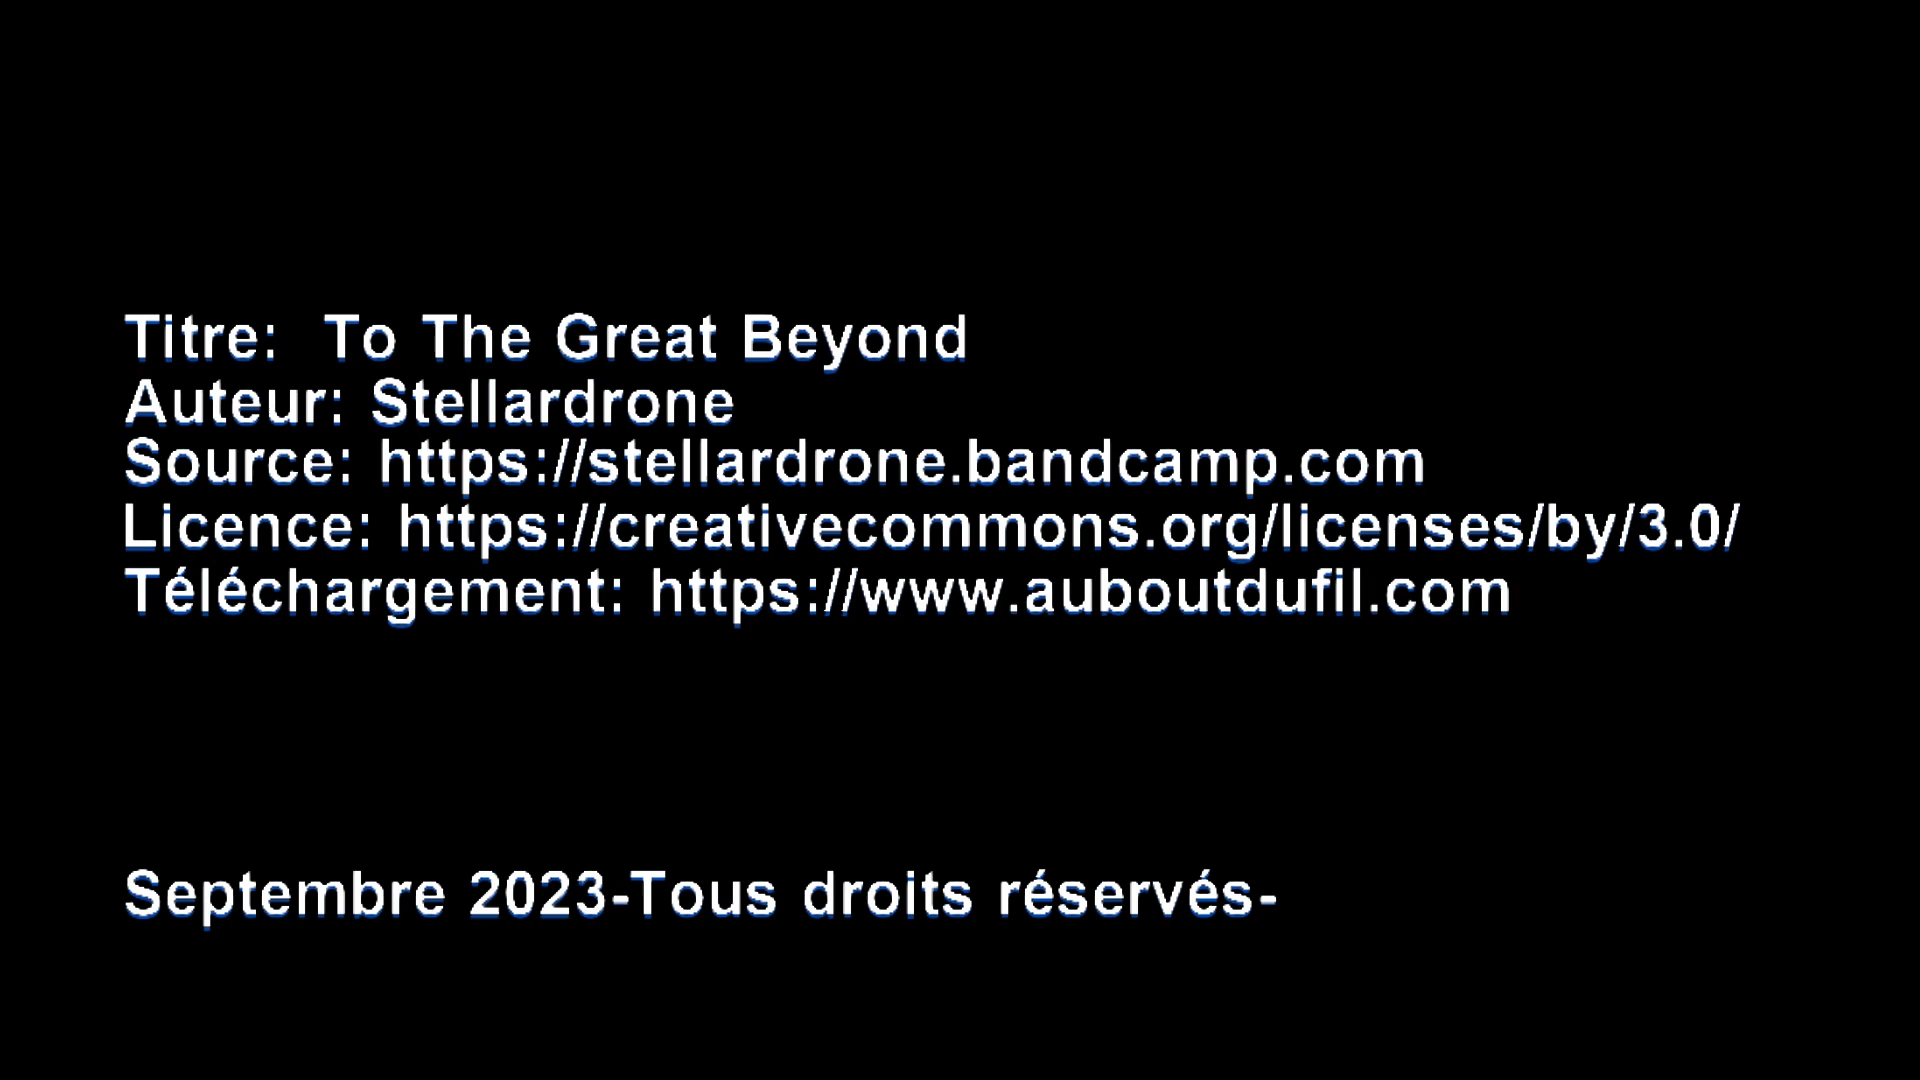 Titre:  To The Great Beyond
Auteur: Stellardrone
Source: https://stellardrone.bandcamp.com
Licence: https://creativecommons.org/licenses/by/3.0/
Téléchargement: https://www.auboutdufil.com
Septembre 2023-Tous droits réservés-